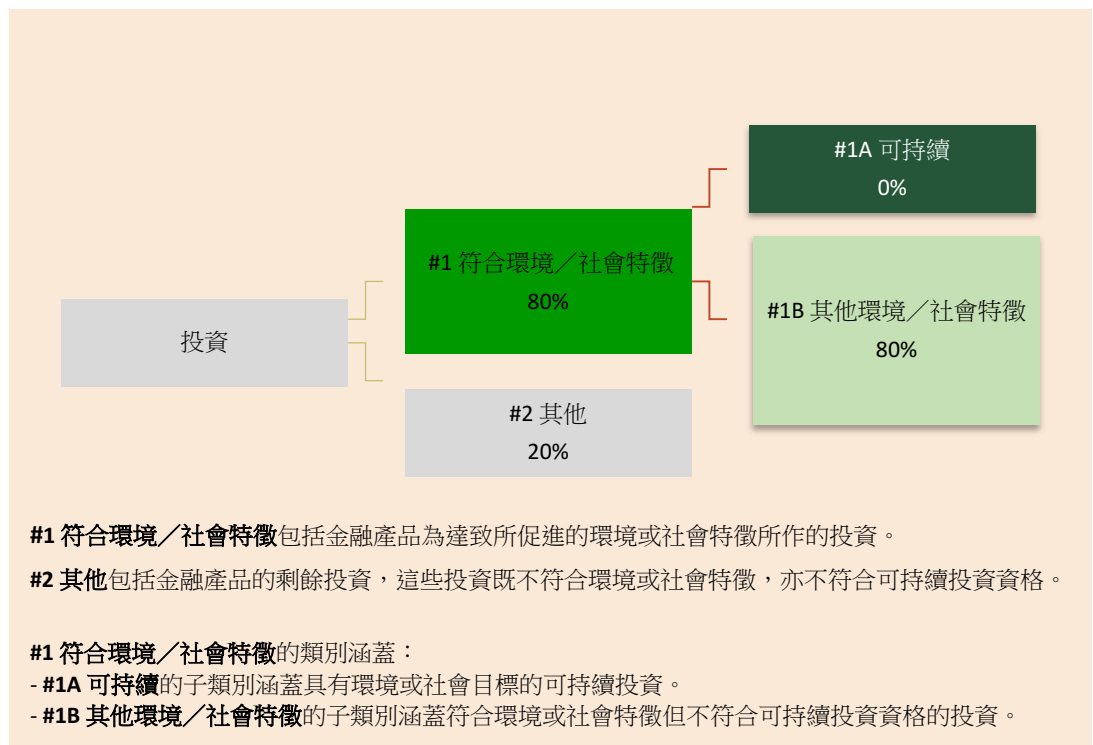 #1A 可持續
0%
#1 符合環境／社會特徵
80%
#1B 其他環境／社會特徵
80%
投資
#2 其他
20%
#1 符合環境／社會特徵包括金融產品為達致所促進的環境或社會特徵所作的投資。
#2 其他包括金融產品的剩餘投資，這些投資既不符合環境或社會特徵，亦不符合可持續投資資格。
#1 符合環境／社會特徵的類別涵蓋：
- #1A 可持續的子類別涵蓋具有環境或社會目標的可持續投資。
- #1B 其他環境／社會特徵的子類別涵蓋符合環境或社會特徵但不符合可持續投資資格的投資。